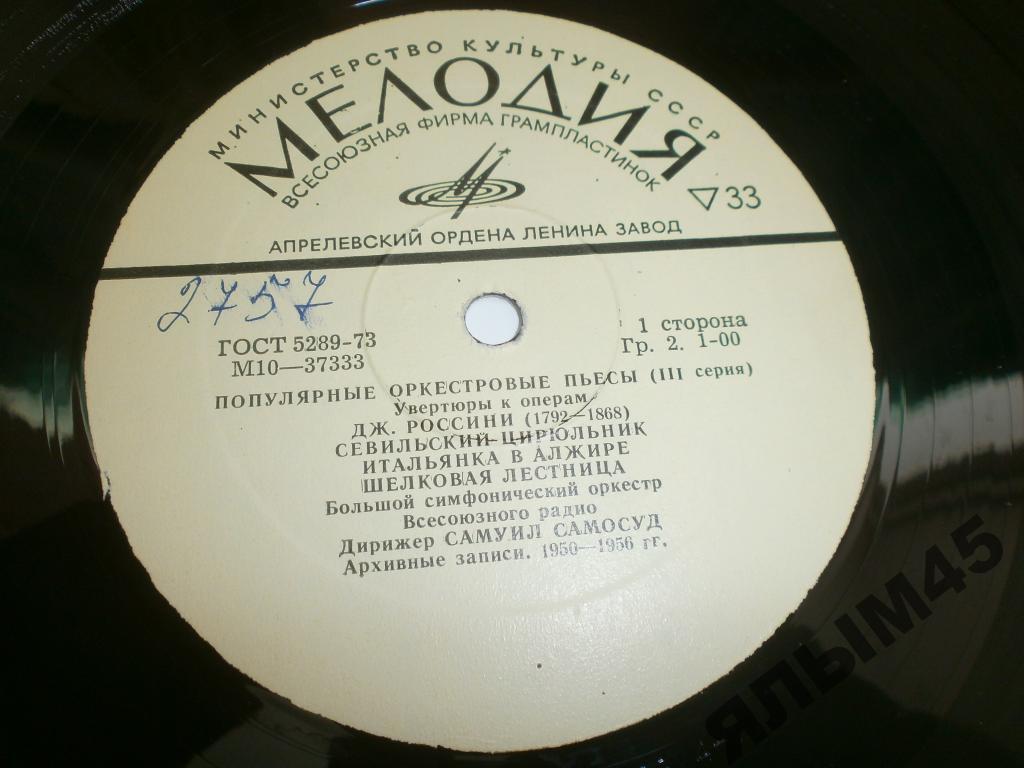 МИНИСТЕРСТВО КУЛЬТУРЫ СССР
МЕЛОДИЯ
ВСЕСОЮЗНАЯ ФИРМА ГРАМПЛАСТИНОК
33
АПРЕЛЕВСКИЙ ОРДЕНА ЛЕНИНА ЗАВОД
2757
ГОСТ 5289-73
М10—37333
1 сторона
Гр. 2. 1-00
ПОПУЛЯРНЫЕ ОРКЕСТРОВЫЕ ПЬЕСЫ (III серия)
Увертюры к операм
ДЖ. РОССИНИ (1792—1868)
СЕВИЛЬСКИЙ ЦИРЮЛЬНИК
ИТАЛЬЯНКА В АЛЖИРЕ
ШЕЛКОВАЯ ЛЕСТНИЦА
Большой симфонический оркестр
Всесоюзного радио
Дирижер САМУИЛ САМОСУД
Архивные записи. 1950—1956 гг.
ЯЛЫМ45